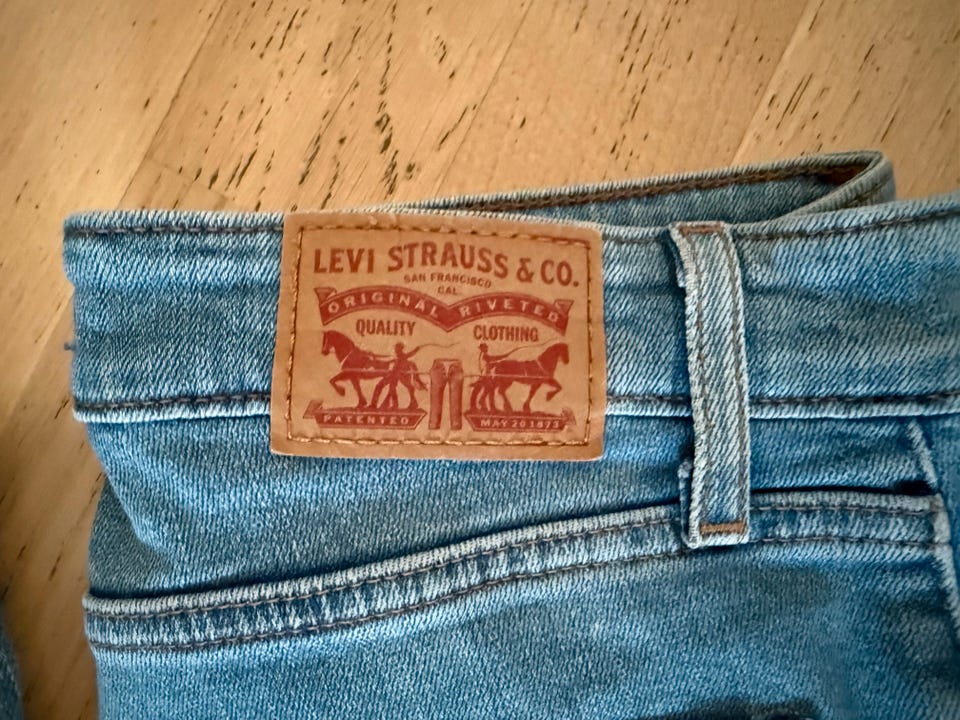 LEVI STRAUSS & CO.
SAN FRANCISCO
CAL.
ORIGINAL RIVETED
QUALITY CLOTHING
PATENTED MAY 20 1873